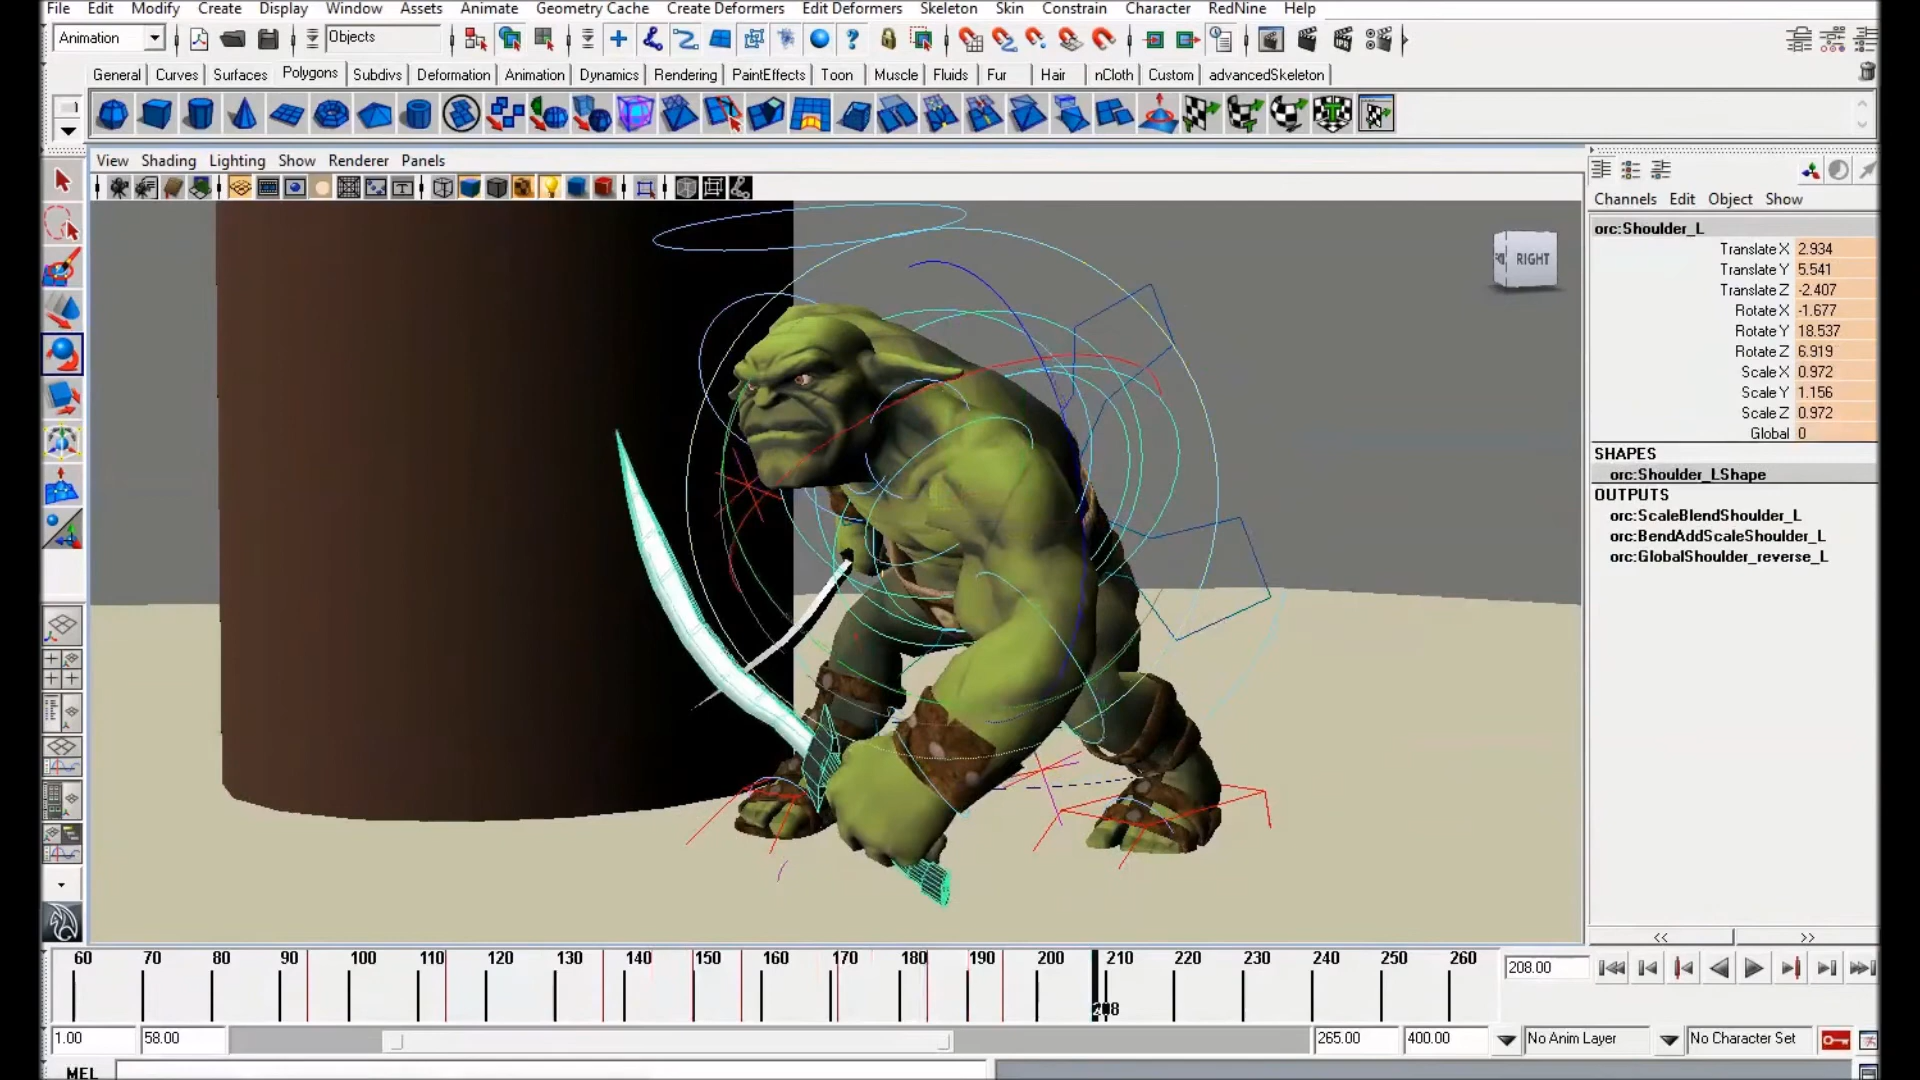 File Edit Modify Create Display Window Assets Animate Geometry Cache Create Deformers Edit Deformers Skeleton Skin Constrain Character RedNine Help
Animation Objects
General Curves Surfaces Polygons Subdivs Deformation Animation Dynamics Rendering PaintEffects Toon Muscle Fluids Fur Hair nCloth Custom advancedSkeleton
View Shading Lighting Show Renderer Panels
Channels Edit Object Show
orc:Shoulder_L
Translate X 2.934
Translate Y 5.541
Translate Z -2.407
Rotate X -1.677
Rotate Y 18.537
Rotate Z 6.919
Scale X 0.972
Scale Y 1.156
Scale Z 0.972
Global 0
SHAPES
orc:Shoulder_LShape
OUTPUTS
orc:ScaleBlendShoulder_L
orc:BendAddScaleShoulder_L
orc:GlobalShoulder_reverse_L
RIGHT
<< >>
60 70 80 90 100 110 120 130 140 150 160 170 180 190 200 210 220 230 240 250 260
208.00
208
1.00 58.00 265.00 400.00 No Anim Layer No Character Set
MEL